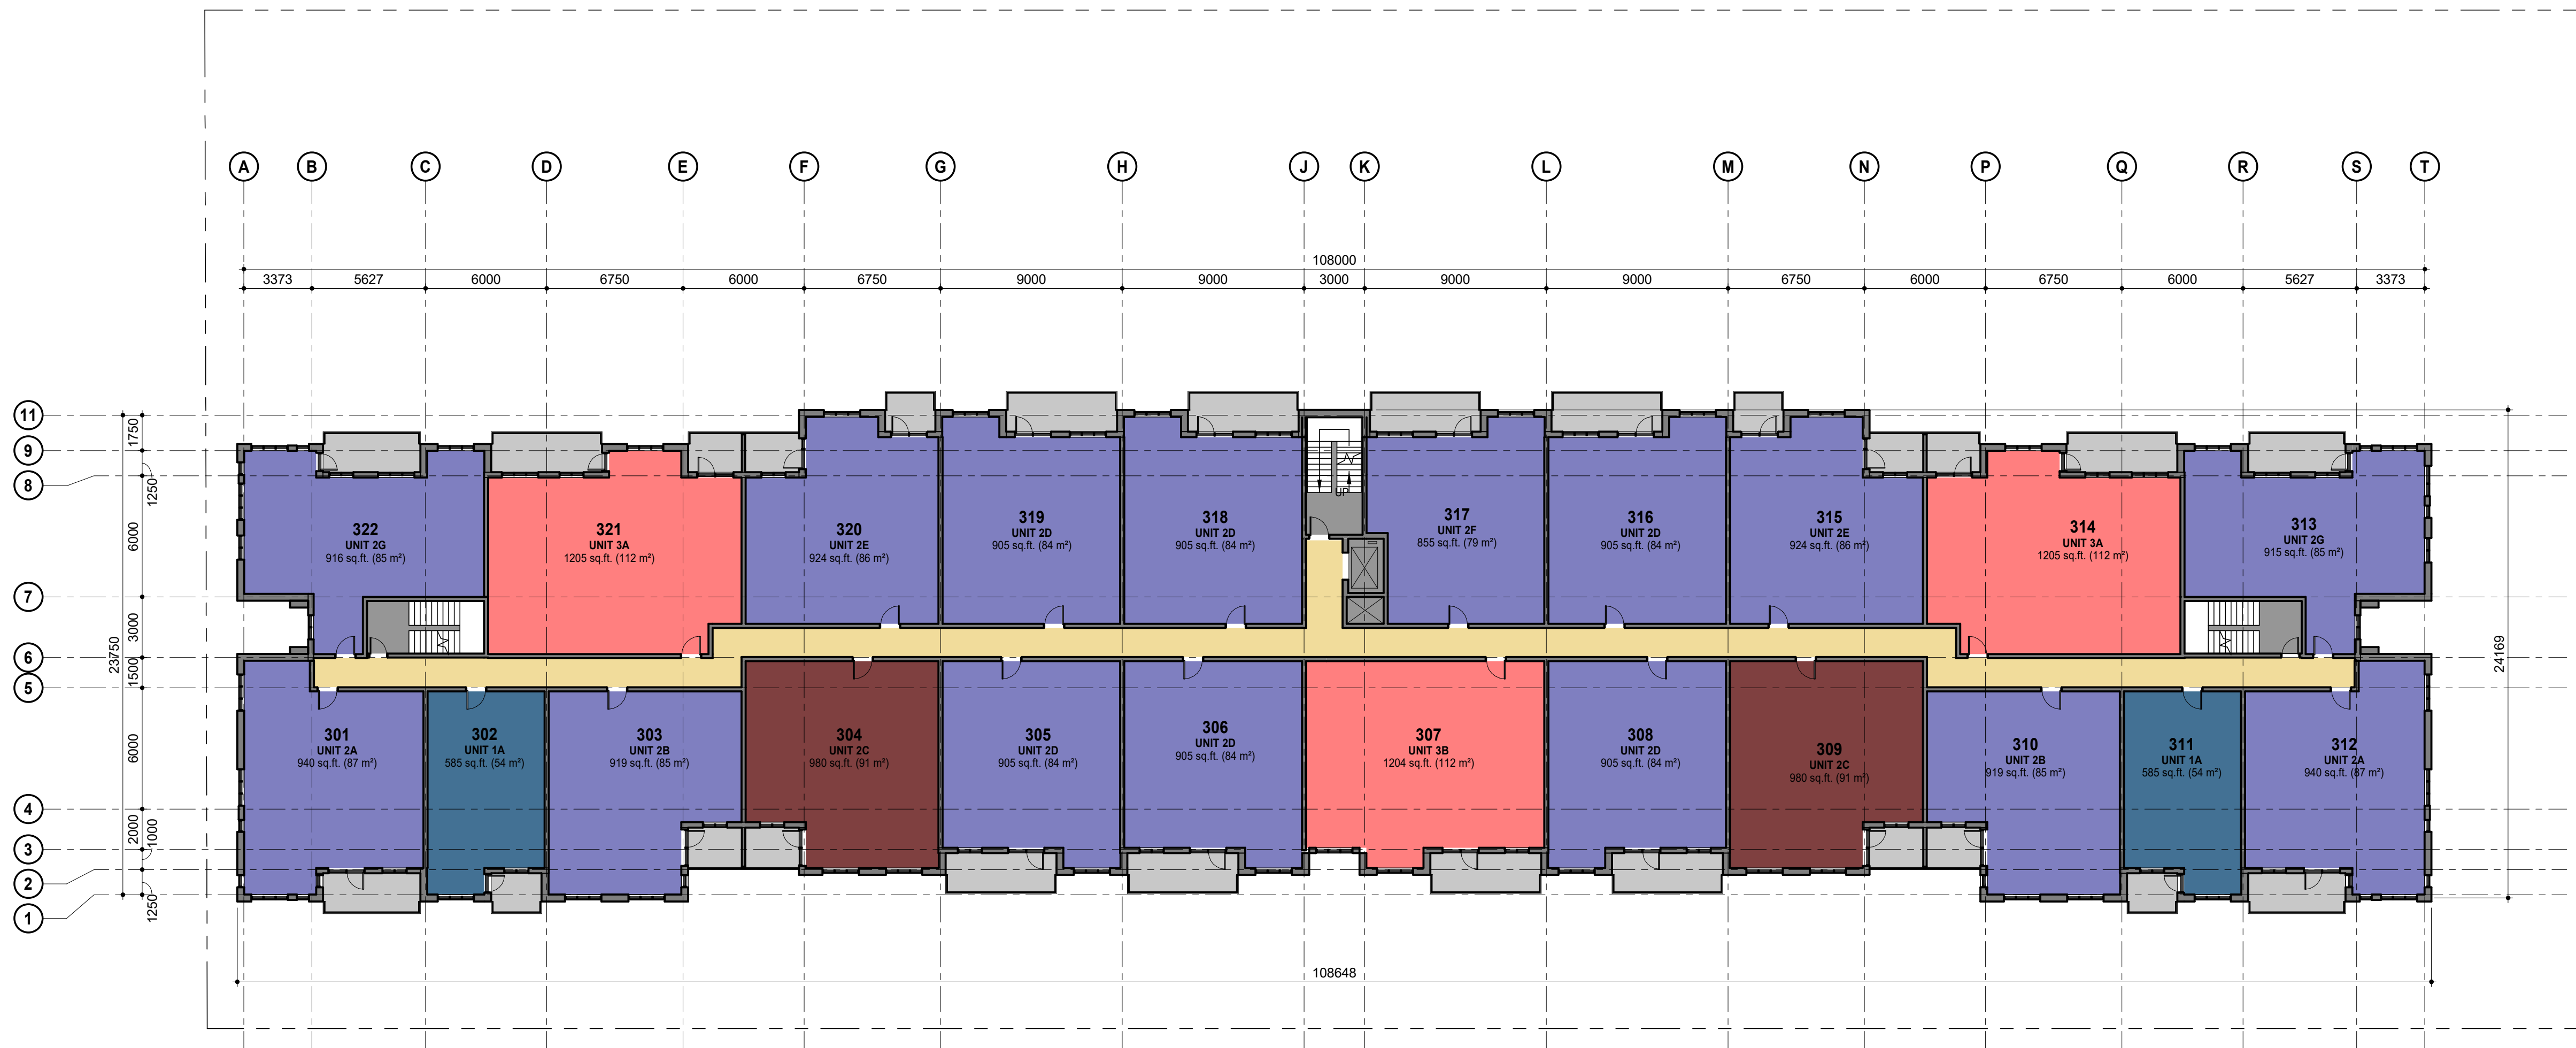 A B C D E F G H J K L M N P Q R S T
108000
3373 5627 6000 6750 6000 6750 9000 9000 3000 9000 9000 6750 6000 6750 6000 5627 3373
11
9
8
7
6
5
4
3
2
1
1750
1250
6000
3000
1500
6000
2000
1000
1250
23750
24169
UP
322
UNIT 2G
916 sq.ft. (85 m²)
321
UNIT 3A
1205 sq.ft. (112 m²)
320
UNIT 2E
924 sq.ft. (86 m²)
319
UNIT 2D
905 sq.ft. (84 m²)
318
UNIT 2D
905 sq.ft. (84 m²)
317
UNIT 2F
855 sq.ft. (79 m²)
316
UNIT 2D
905 sq.ft. (84 m²)
315
UNIT 2E
924 sq.ft. (86 m²)
314
UNIT 3A
1205 sq.ft. (112 m²)
313
UNIT 2G
915 sq.ft. (85 m²)
301
UNIT 2A
940 sq.ft. (87 m²)
302
UNIT 1A
585 sq.ft. (54 m²)
303
UNIT 2B
919 sq.ft. (85 m²)
304
UNIT 2C
980 sq.ft. (91 m²)
305
UNIT 2D
905 sq.ft. (84 m²)
306
UNIT 2D
905 sq.ft. (84 m²)
307
UNIT 3B
1204 sq.ft. (112 m²)
308
UNIT 2D
905 sq.ft. (84 m²)
309
UNIT 2C
980 sq.ft. (91 m²)
310
UNIT 2B
919 sq.ft. (85 m²)
311
UNIT 1A
585 sq.ft. (54 m²)
312
UNIT 2A
940 sq.ft. (87 m²)
108648